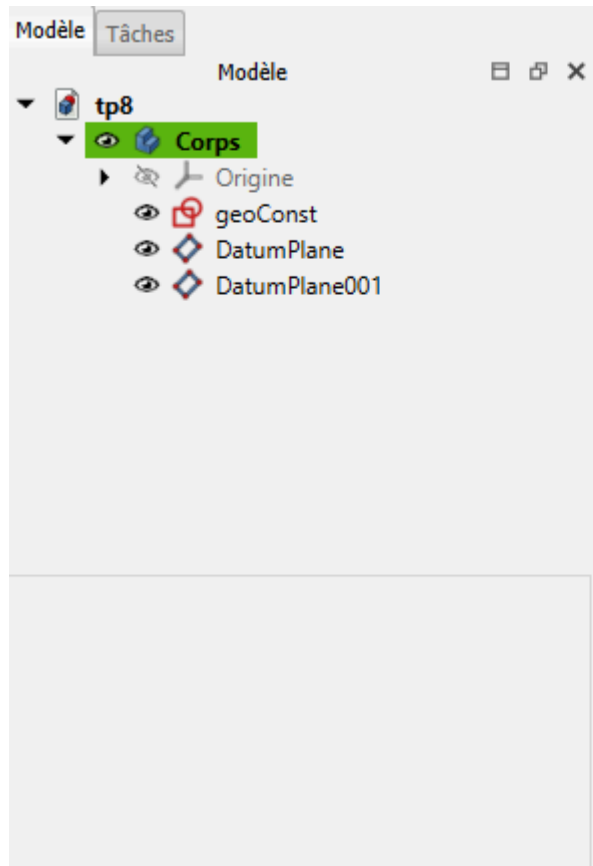 Modèle Tâches
Modèle
tp8
Corps
Origine
geoConst
DatumPlane
DatumPlane001